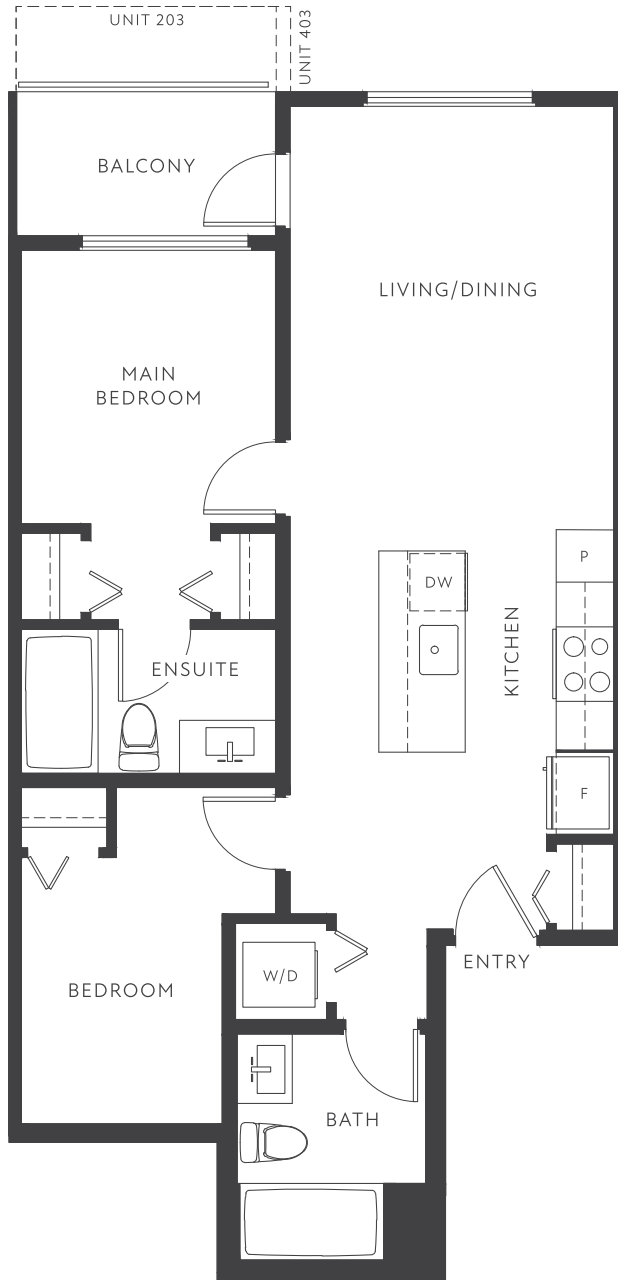 UNIT 203
UNIT 403
BALCONY
LIVING/DINING
MAIN
BEDROOM
P
DW
KITCHEN
ENSUITE
F
ENTRY
W/D
BEDROOM
BATH